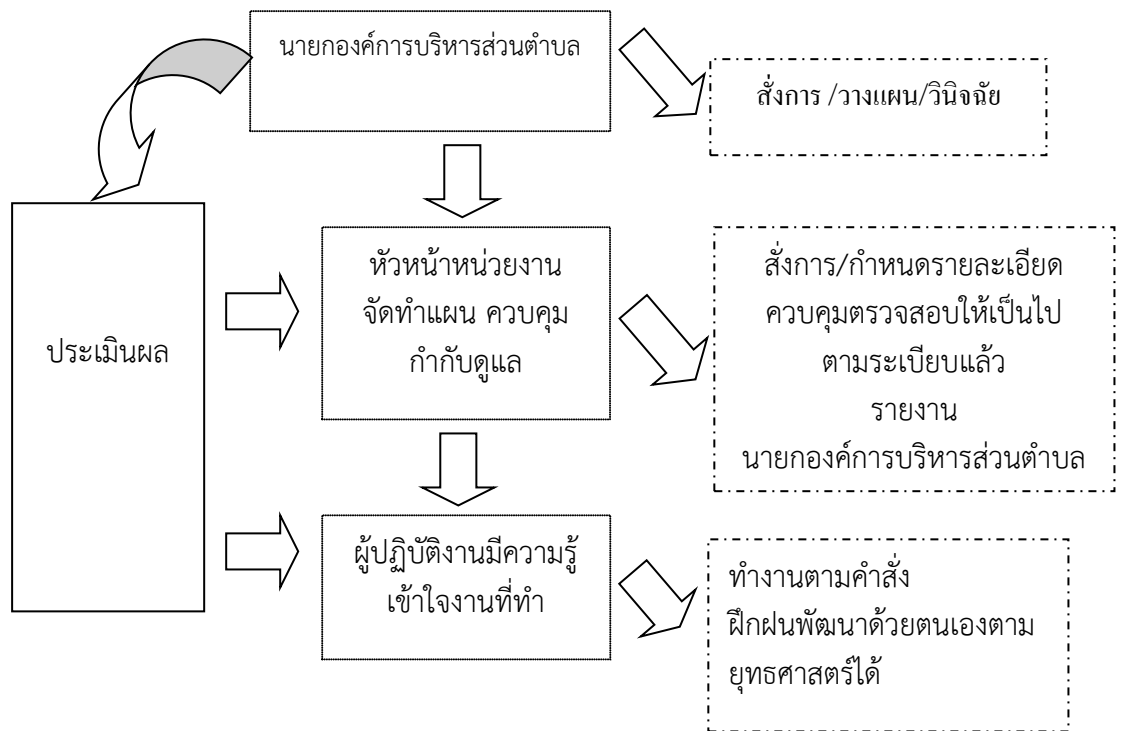 นายกองค์การบริหารส่วนตำบล
สั่งการ /วางแผน/วินิจฉัย
ประเมินผล
หัวหน้าหน่วยงาน
จัดทำแผน ควบคุม
กำกับดูแล
สั่งการ/กำหนดรายละเอียด
ควบคุมตรวจสอบให้เป็นไป
ตามระเบียบแล้ว
รายงาน
นายกองค์การบริหารส่วนตำบล
ผู้ปฏิบัติงานมีความรู้
เข้าใจงานที่ทำ
ทำงานตามคำสั่ง
ฝึกฝนพัฒนาด้วยตนเองตาม
ยุทธศาสตร์ได้